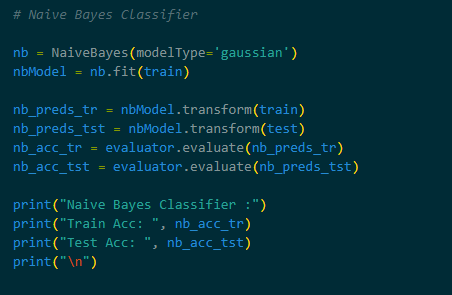 # Naive Bayes Classifier
nb = NaiveBayes(modelType='gaussian')
nbModel = nb.fit(train)
nb_preds_tr = nbModel.transform(train)
nb_preds_tst = nbModel.transform(test)
nb_acc_tr = evaluator.evaluate(nb_preds_tr)
nb_acc_tst = evaluator.evaluate(nb_preds_tst)
print("Naive Bayes Classifier :")
print("Train Acc: ", nb_acc_tr)
print("Test Acc: ", nb_acc_tst)
print("\n")